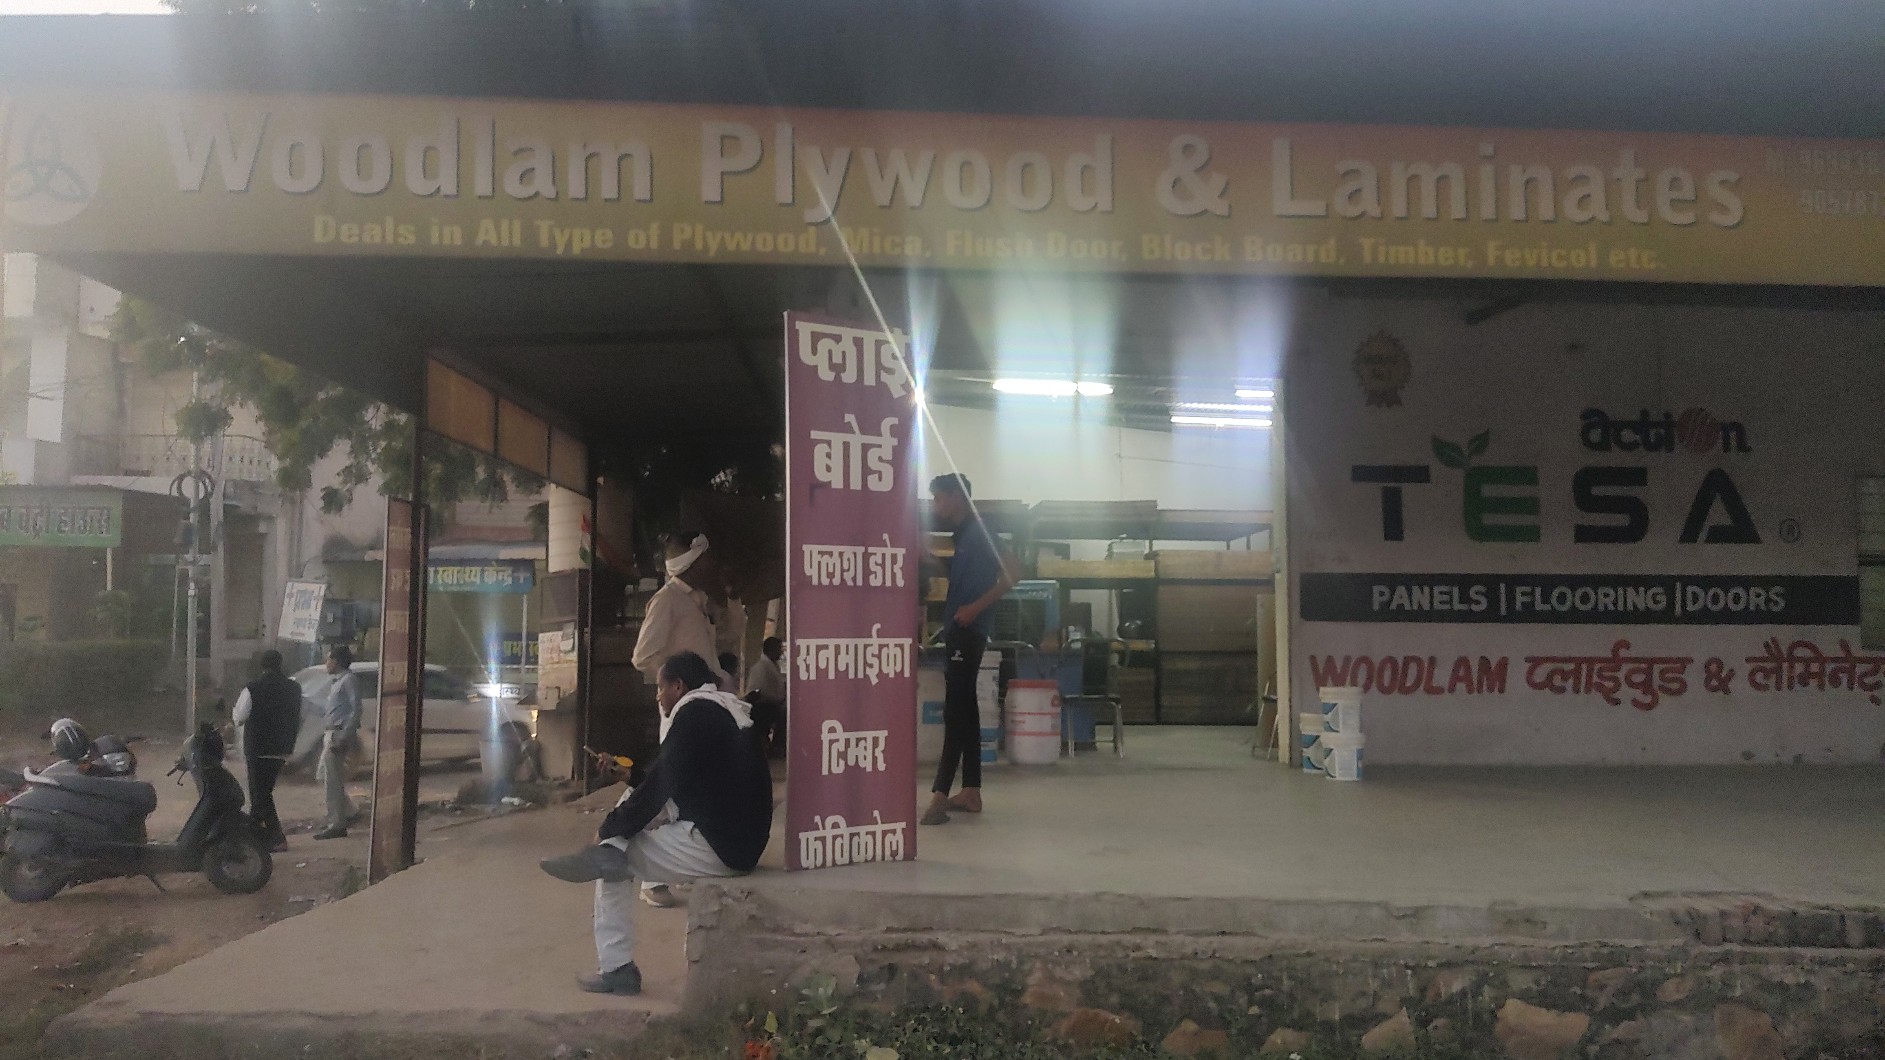 Woodlam Plywood & Laminates
Deals in All Type of Plywood, Mica, Flush Door, Block Board, Timber, Fevicol etc.
प्लाई
बोर्ड
फ्लश डोर
सनमाईका
टिम्बर
फेविकोल
action
TESA ®
PANELS | FLOORING | DOORS
WOODLAM प्लाईवुड & लैमिनेट
स्वास्थ्य केन्द्र